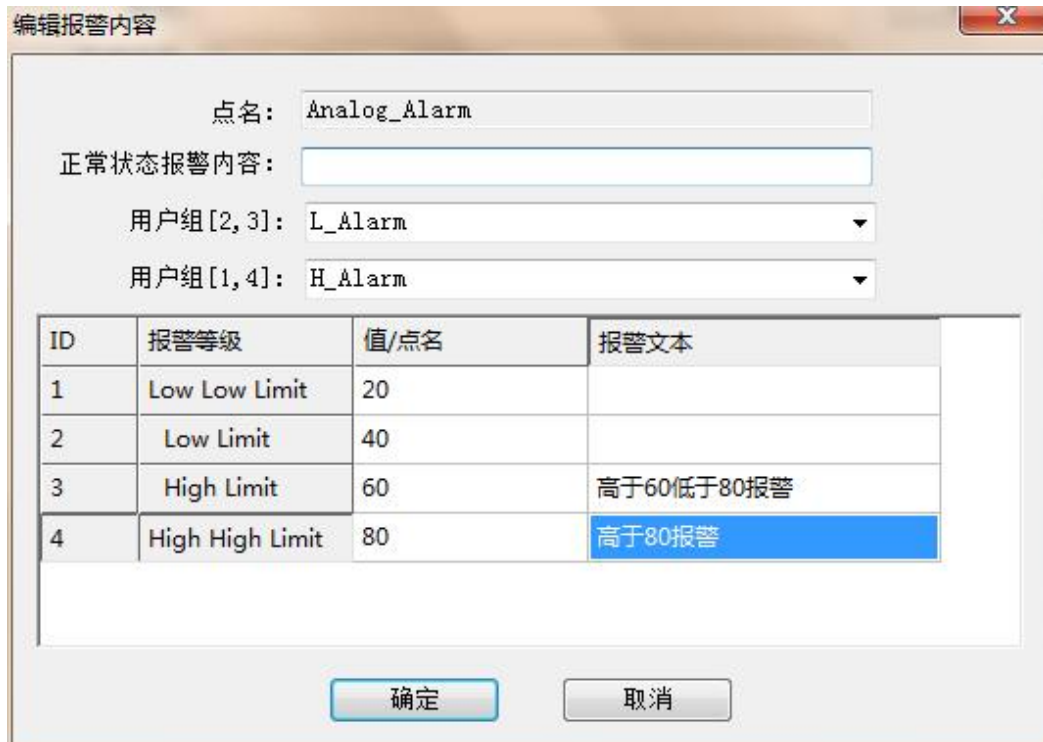 编辑报警内容
点名: Analog_Alarm
正常状态报警内容:
用户组[2,3]: L_Alarm
用户组[1,4]: H_Alarm
ID 报警等级 值/点名 报警文本
1 Low Low Limit 20
2 Low Limit 40
3 High Limit 60 高于60低于80报警
4 High High Limit 80 高于80报警
确定 取消